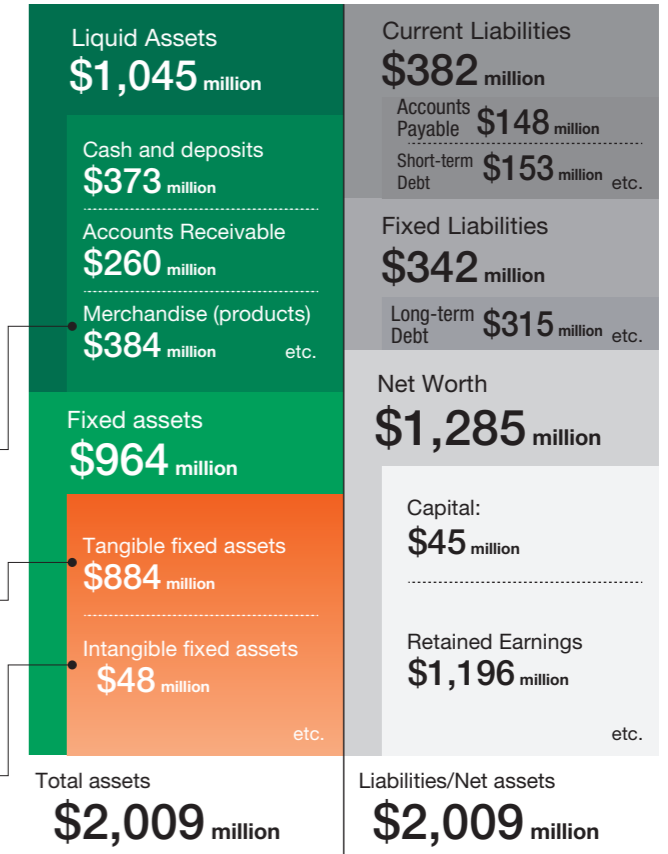 Liquid Assets
$1,045 million
Cash and deposits
$373 million
Accounts Receivable
$260 million
Merchandise (products)
$384 million etc.
Fixed assets
$964 million
Tangible fixed assets
$884 million
Intangible fixed assets
$48 million
etc.
Total assets
$2,009 million
Current Liabilities
$382 million
Accounts
Payable $148 million
Short-term
Debt $153 million etc.
Fixed Liabilities
$342 million
Long-term
Debt $315 million etc.
Net Worth
$1,285 million
Capital:
$45 million
Retained Earnings
$1,196 million
etc.
Liabilities/Net assets
$2,009 million